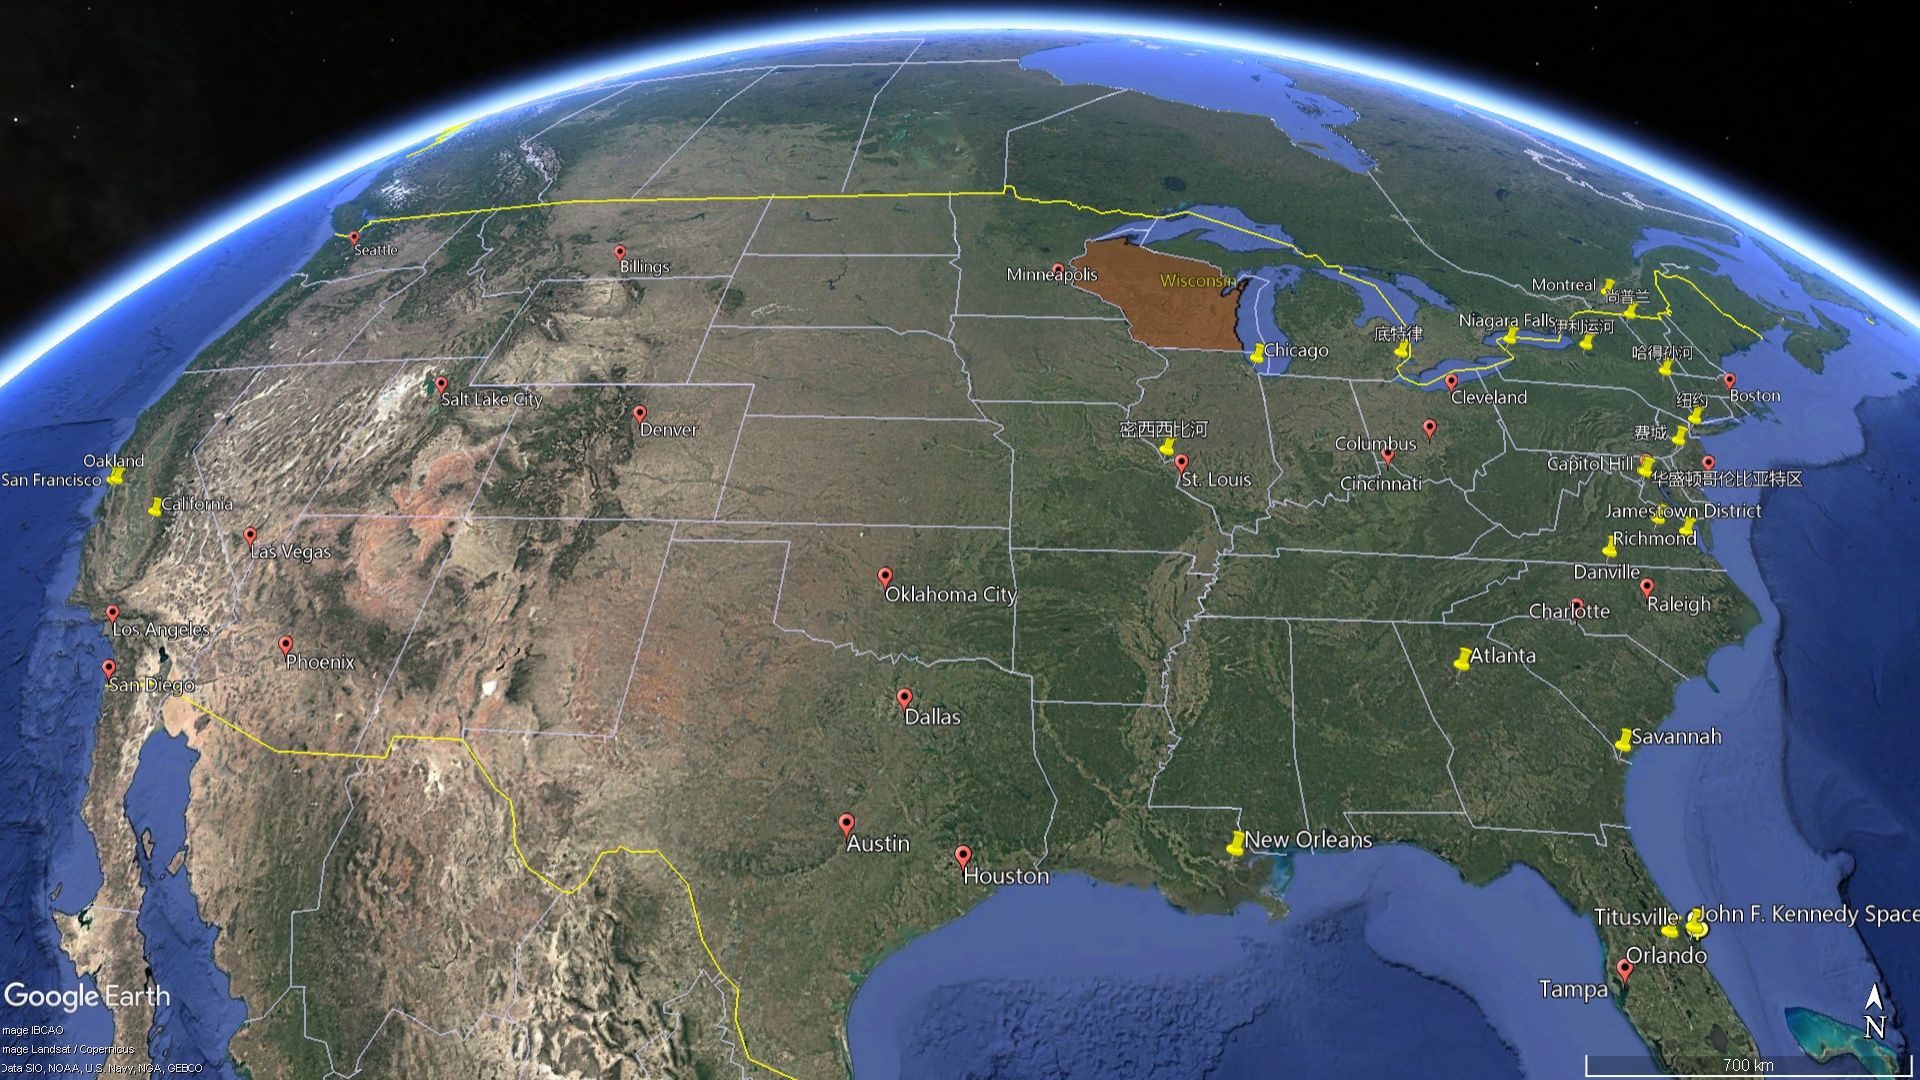 Seattle
Billings
Minneapolis
Wisconsin
Montreal
尚普兰
Niagara Falls
伊利运河
底特律
Chicago
哈得孙河
Salt Lake City
Cleveland
Boston
纽约
Denver
密西西比河
Columbus
费城
Oakland
San Francisco
St. Louis
Cincinnati
Capitol Hill
华盛顿哥伦比亚特区
California
Jamestown District
Las Vegas
Richmond
Danville
Oklahoma City
Raleigh
Charlotte
Los Angeles
Phoenix
Atlanta
San Diego
Dallas
Savannah
Austin
New Orleans
Houston
Titusville
John F. Kennedy Space
Orlando
Tampa
Google Earth
mage IBCAO
mage Landsat / Copernicus
Data SIO, NOAA, U.S. Navy, NGA, GEBCO
N
700 km